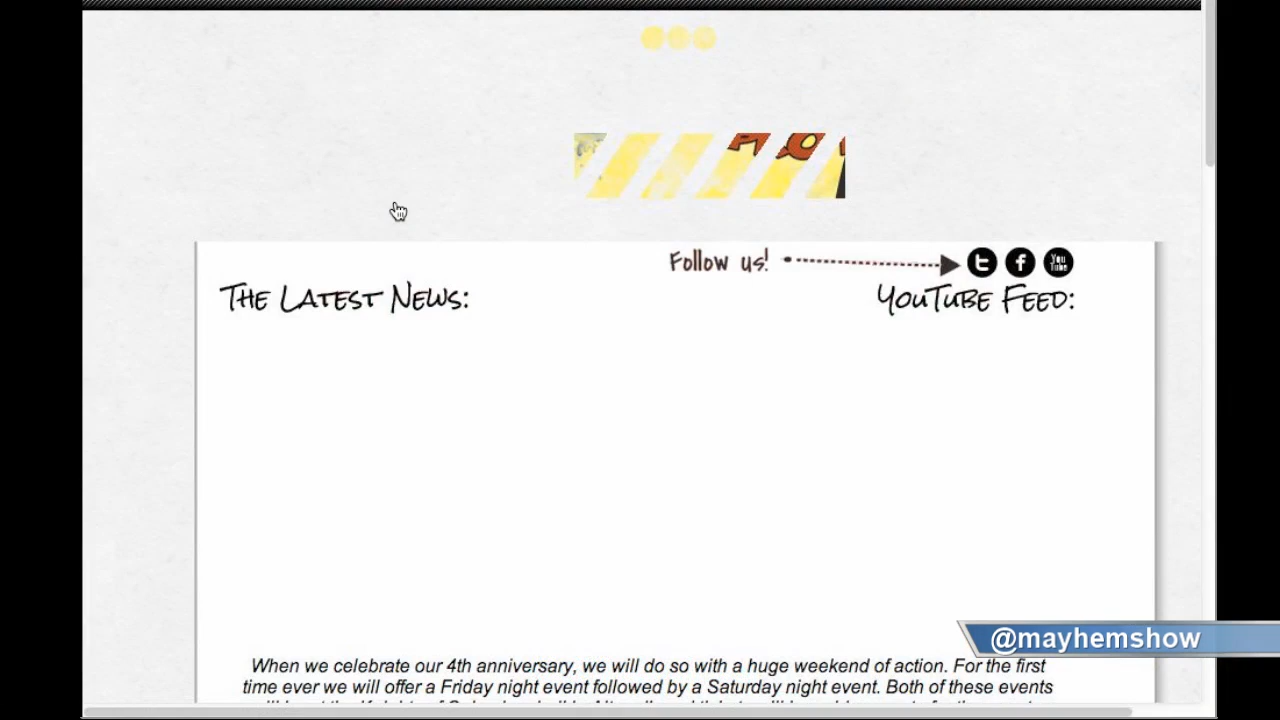 Follow us!
t f You Tube
The Latest News:
YouTube Feed:
@mayhemshow
When we celebrate our 4th anniversary, we will do so with a huge weekend of action. For the first
time ever we will offer a Friday night event followed by a Saturday night event. Both of these events